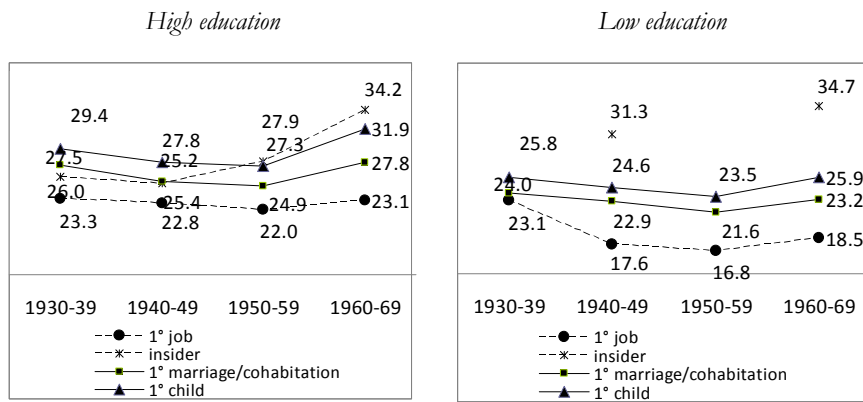 High education
34.2
29.4
27.9
31.9
27.8
27.3
27.5
25.2
27.8
26.0
25.4
24.9
23.1
23.3
22.8
22.0
1930-39 1940-49 1950-59 1960-69
1° job
insider
1° marriage/cohabitation
1° child
Low education
34.7
31.3
25.8
24.6
23.5
25.9
24.0
23.2
23.1
22.9
21.6
18.5
17.6
16.8
1930-39 1940-49 1950-59 1960-69
1° job
insider
1° marriage/cohabitation
1° child